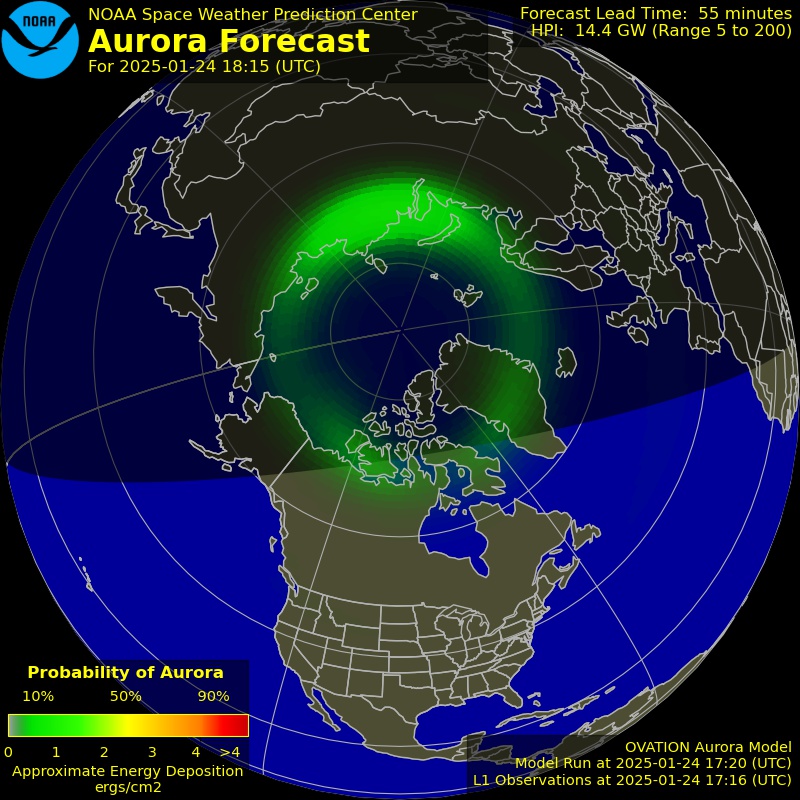 NOAA
NOAA Space Weather Prediction Center
Aurora Forecast
For 2025-01-24 18:15 (UTC)
Forecast Lead Time: 55 minutes
HPI: 14.4 GW (Range 5 to 200)
Probability of Aurora
10% 50% 90%
0 1 2 3 4 >4
Approximate Energy Deposition
ergs/cm2
OVATION Aurora Model
Model Run at 2025-01-24 17:20 (UTC)
L1 Observations at 2025-01-24 17:16 (UTC)